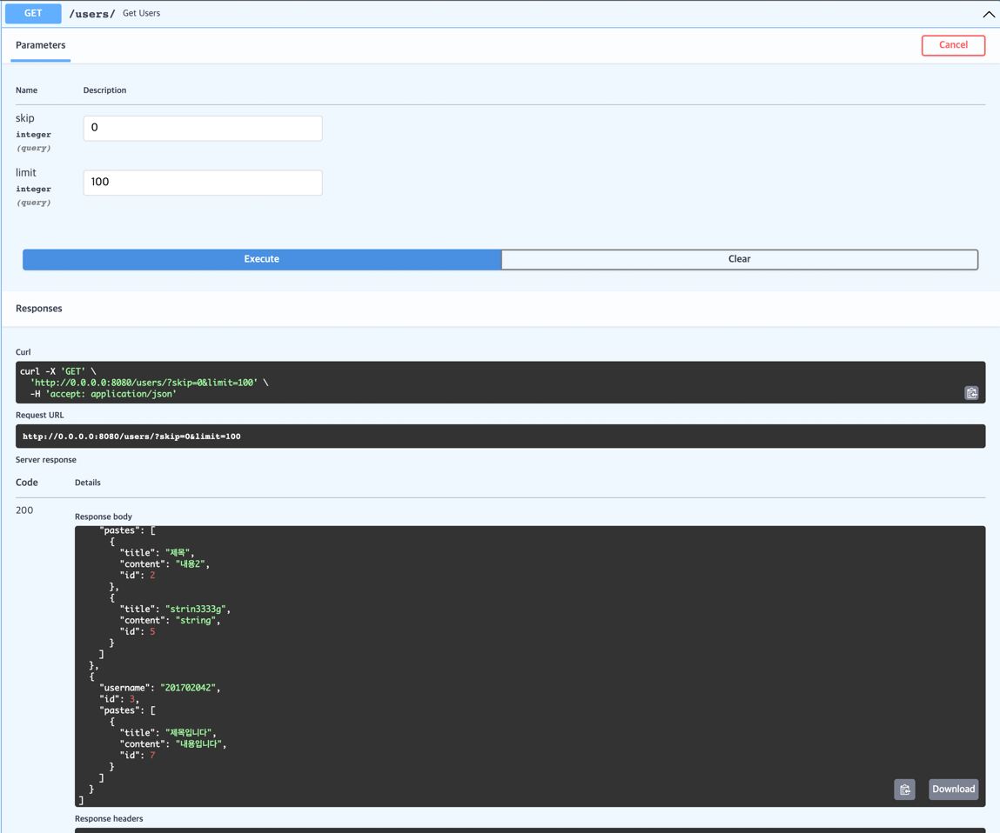 GET /users/ Get Users
Parameters
Cancel
Name Description
skip
integer
(query)
0
limit
integer
(query)
100
Execute
Clear
Responses
Curl
curl -X 'GET' \
'http://0.0.0.0:8080/users/?skip=0&limit=100' \
-H 'accept: application/json'
Request URL
http://0.0.0.0:8080/users/?skip=0&limit=100
Server response
Code Details
200
Response body
"pastes": [
{
"title": "제목",
"content": "내용2",
"id": 2
},
{
"title": "strin3333g",
"content": "string",
"id": 5
}
]
},
{
"username": "201702042",
"id": 3,
"pastes": [
{
"title": "제목입니다",
"content": "내용입니다",
"id": 7
}
]
}
]
Download
Response headers